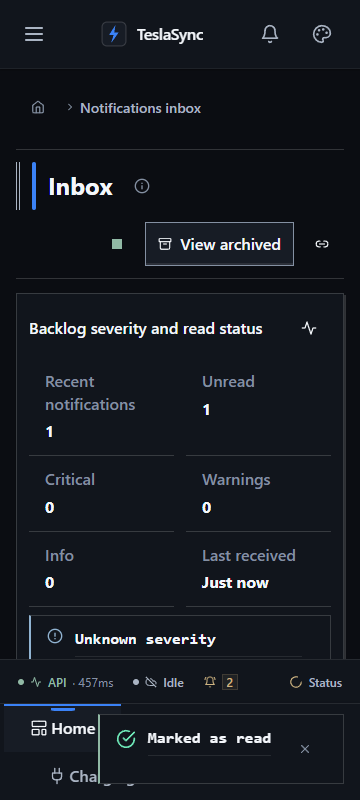 TeslaSync
Notifications inbox
Inbox
View archived
Backlog severity and read status
Recent notifications
1
Unread
1
Critical
0
Warnings
0
Info
0
Last received
Just now
Unknown severity
API · 457ms
Idle
2
Status
Home
Marked as read